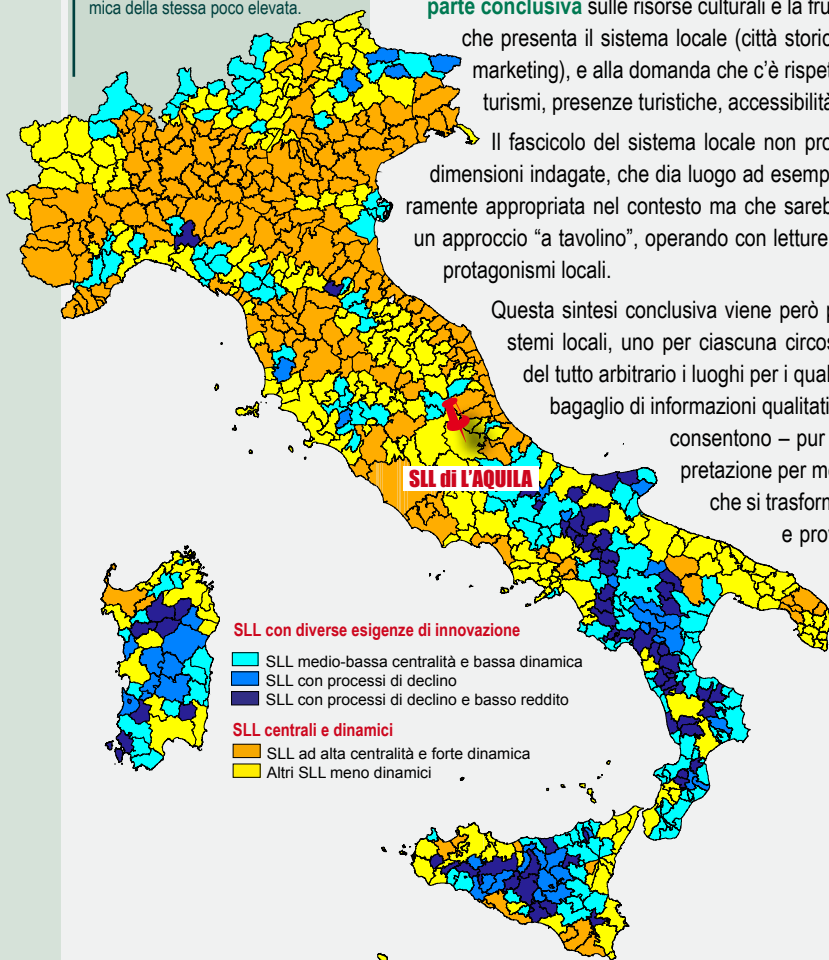 mica della stessa poco elevata.
parte conclusiva sulle risorse culturali e la fru
che presenta il sistema locale (città storic
marketing), e alla domanda che c'è rispet
turismi, presenze turistiche, accessibilità
Il fascicolo del sistema locale non pro
dimensioni indagate, che dia luogo ad esemp
ramente appropriata nel contesto ma che sareb
un approccio “a tavolino”, operando con letture
protagonismi locali.
Questa sintesi conclusiva viene però p
stemi locali, uno per ciascuna circos
del tutto arbitrario i luoghi per i qual
bagaglio di informazioni qualitati
consentono – pur
pretazione per me
che si trasform
e prot
SLL di L'AQUILA
SLL con diverse esigenze di innovazione
SLL medio-bassa centralità e bassa dinamica
SLL con processi di declino
SLL con processi di declino e basso reddito
SLL centrali e dinamici
SLL ad alta centralità e forte dinamica
Altri SLL meno dinamici